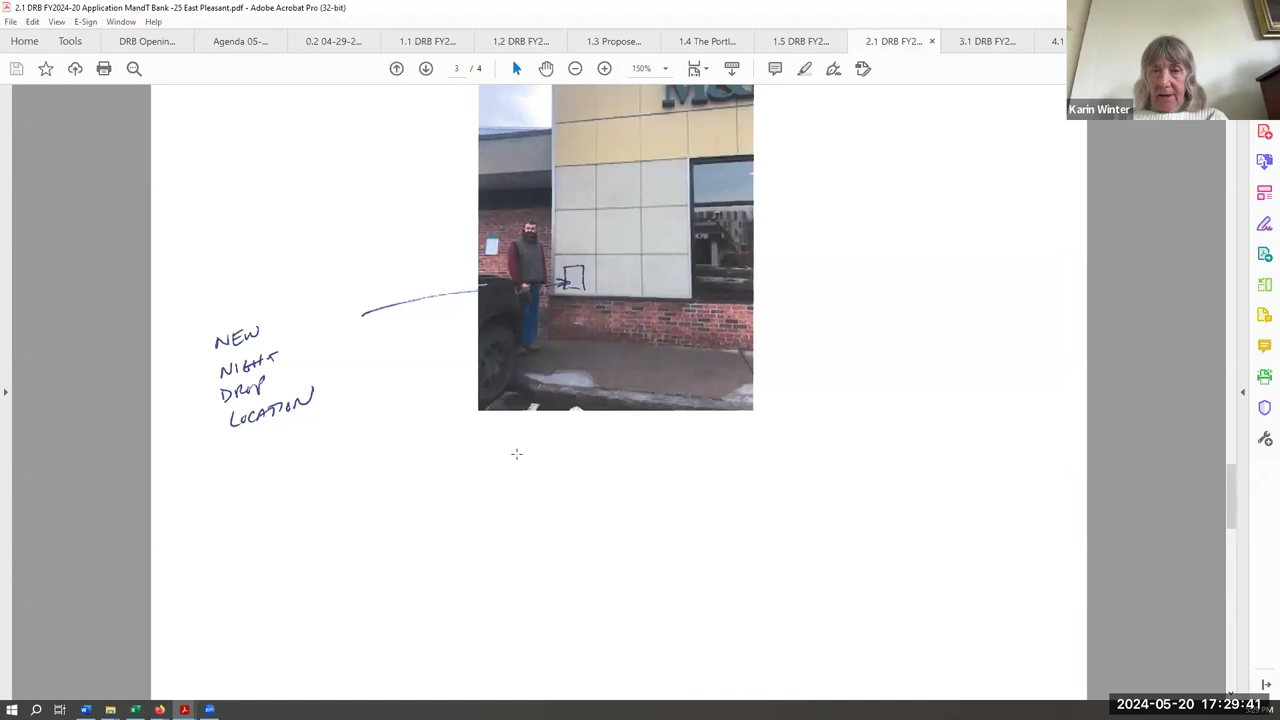 2.1 DRB FY2024-20 Application MandT Bank -25 East Pleasant.pdf - Adobe Acrobat Pro (32-bit)
File Edit View E-Sign Window Help
Home Tools DRB Openin... Agenda 05-... 0.2 04-29-2... 1.1 DRB FY2... 1.2 DRB FY2... 1.3 Propose... 1.4 The Portl... 1.5 DRB FY2... 2.1 DRB FY2... × 3.1 DRB FY2... 4.1
3 / 4 150%
Karin Winter
M&
NEW
NIGHT
DROP
LOCATION
2024-05-20 17:29:41